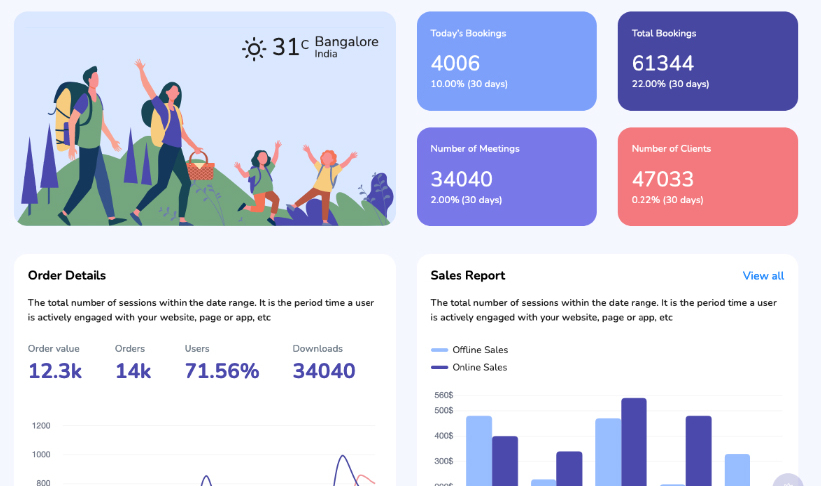 31C Bangalore
India
Today's Bookings
4006
10.00% (30 days)
Total Bookings
61344
22.00% (30 days)
Number of Meetings
34040
2.00% (30 days)
Number of Clients
47033
0.22% (30 days)
Order Details
The total number of sessions within the date range. It is the period time a user
is actively engaged with your website, page or app, etc
Order value
12.3k
Orders
14k
Users
71.56%
Downloads
34040
1200
1000
800
Sales Report
View all
The total number of sessions within the date range. It is the period time a user
is actively engaged with your website, page or app, etc
Offline Sales
Online Sales
560$
500$
400$
300$